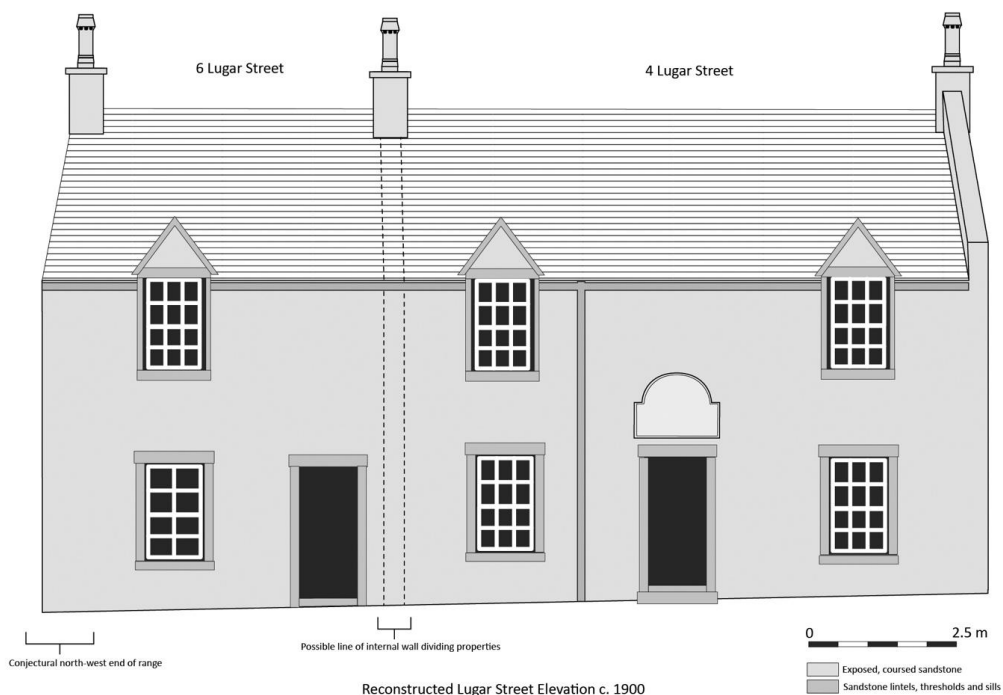 6 Lugar Street
4 Lugar Street
0 2.5 m
Conjectural north-west end of range
Possible line of internal wall dividing properties
Exposed, coursed sandstone
Sandstone lintels, thresholds and sills
Reconstructed Lugar Street Elevation c. 1900